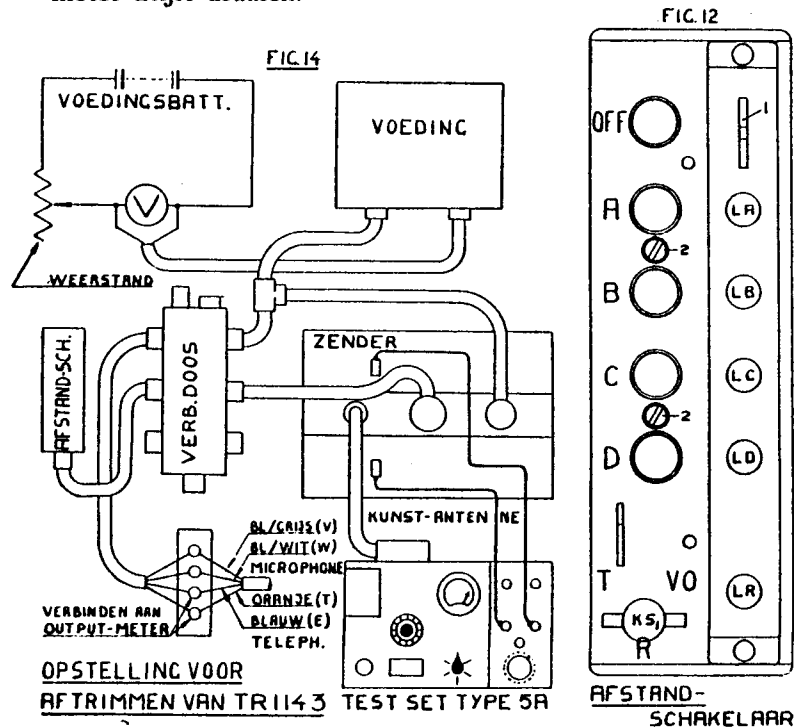 FIG.14
VOEDINGSBATT.
VOEDING
WEERSTAND
AFSTAND-SCH.
VERB.DOOS
ZENDER
KUNST-ANTENNE
BL/GRIJS(V)
BL/WIT(W)
MICROPHONE
ORANJE(T)
BLAUW(E)
TELEPH.
VERBINDEN AAN
OUTPUT-METER
OPSTELLING VOOR
AFTRIMMEN VAN TR1143
TEST SET TYPE 5A
V
FIG.12
OFF
1
A
LA
2
B
LB
C
LC
2
D
LD
T
VO
LR
KS1
R
AFSTAND-
SCHAKELAAR